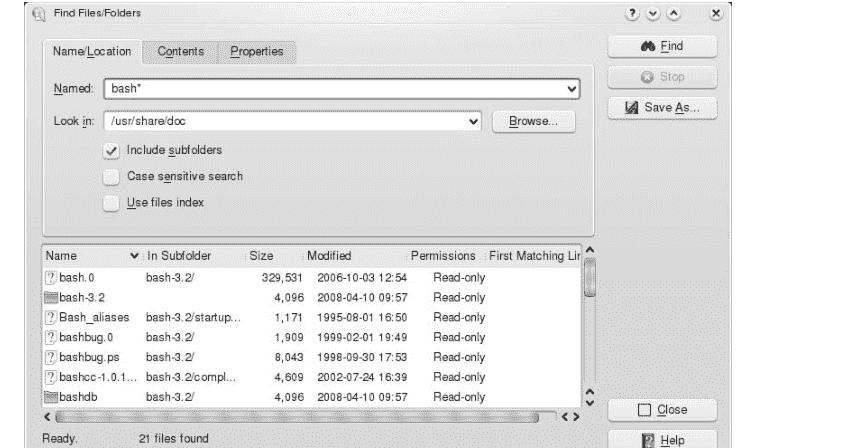 Find Files/Folders
Name/Location Contents Properties
Find
Stop
Save As...
Named: bash*
Look in: /usr/share/doc Browse...
Include subfolders
Case sensitive search
Use files index
Name In Subfolder Size Modified Permissions First Matching Lin
bash.0 bash-3.2/ 329,531 2006-10-03 12:54 Read-only
bash-3.2 4,096 2008-04-10 09:57 Read-only
Bash_aliases bash-3.2/startup... 1,171 1995-08-01 16:50 Read-only
bashbug.0 bash-3.2/ 1,909 1999-02-01 19:49 Read-only
bashbug.ps bash-3.2/ 8,043 1998-09-30 17:53 Read-only
bashcc-1.0.1... bash-3.2/compl... 4,609 2002-07-24 16:39 Read-only
bashdb bash-3.2/ 4,096 2008-04-10 09:57 Read-only
Close
Ready. 21 files found
Help